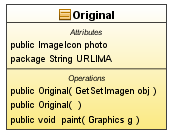 Original
Attributes
public ImageIcon photo
package String URLIMA
Operations
public Original( GetSetImagen obj )
public Original(  )
public void  paint( Graphics g )